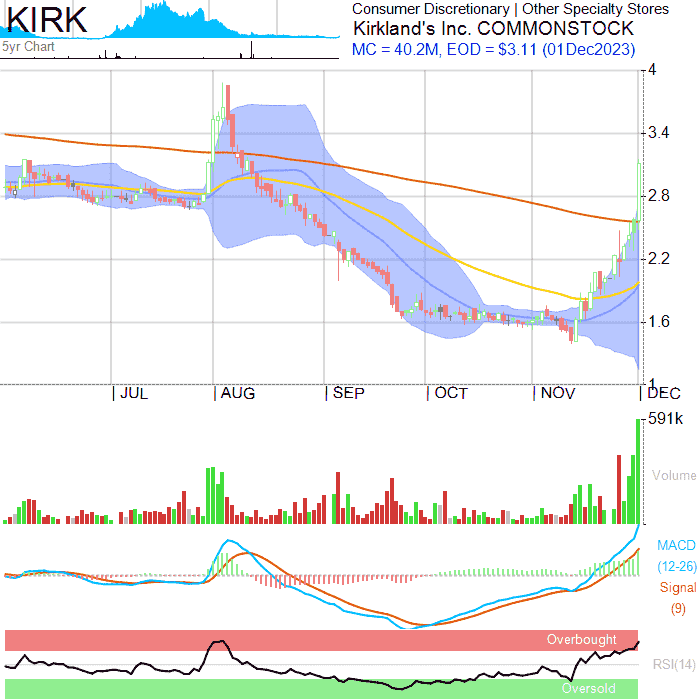 KIRK
5yr Chart
Consumer Discretionary | Other Specialty Stores
Kirkland's Inc. COMMONSTOCK
MC = 40.2M, EOD = $3.11 (01Dec2023)
4
3.4
2.8
2.2
1.6
1
JUL AUG SEP OCT NOV DEC
591k
Volume
MACD
(12-26)
Signal
(9)
Overbought
RSI(14)
Oversold